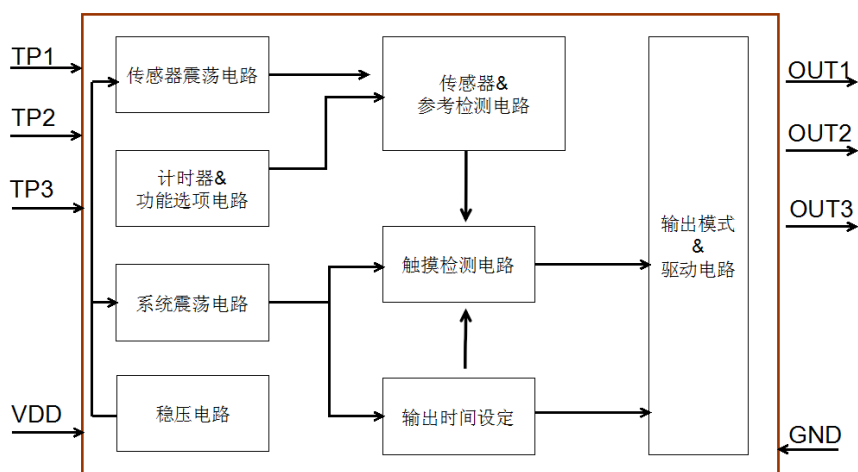 TP1
TP2
TP3
VDD
传感器震荡电路
计时器&
功能选项电路
系统震荡电路
稳压电路
传感器&
参考检测电路
触摸检测电路
输出时间设定
输出模式
&
驱动电路
OUT1
OUT2
OUT3
GND